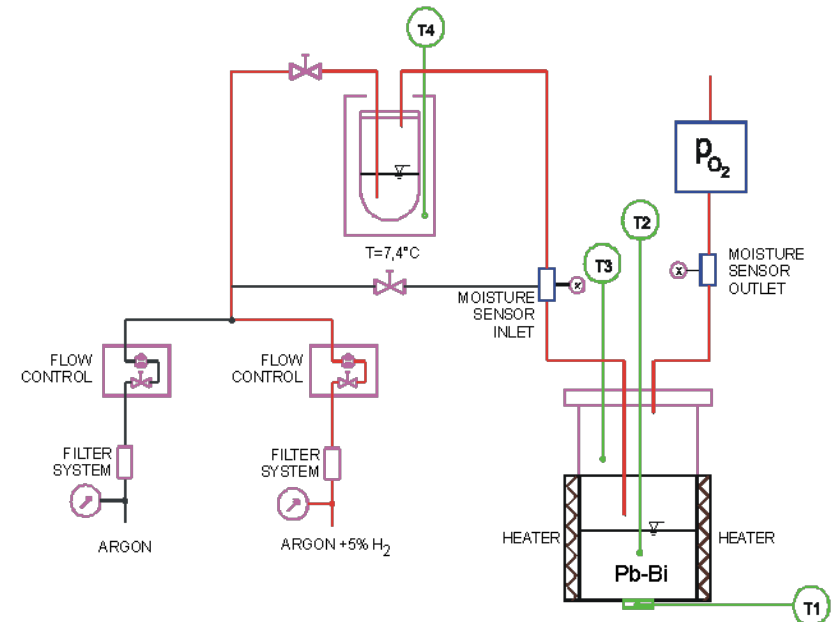 T4
pO2
T=7,4°C
T2
T3
MOISTURE
SENSOR
OUTLET
x
x
MOISTURE
SENSOR
INLET
FLOW
CONTROL
FLOW
CONTROL
FILTER
SYSTEM
FILTER
SYSTEM
ARGON
ARGON +5% H2
HEATER
HEATER
Pb-Bi
T1